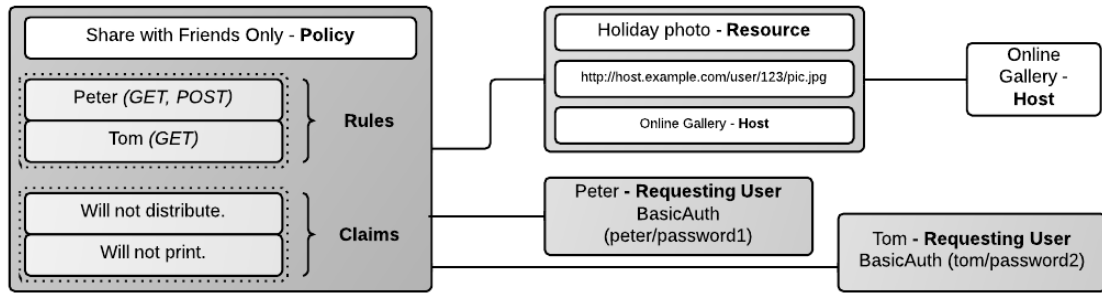 Share with Friends Only - Policy
Peter (GET, POST)
Tom (GET)
Rules
Will not distribute.
Will not print.
Claims
Holiday photo - Resource
http://host.example.com/user/123/pic.jpg
Online Gallery - Host
Online
Gallery -
Host
Peter - Requesting User
BasicAuth
(peter/password1)
Tom - Requesting User
BasicAuth (tom/password2)